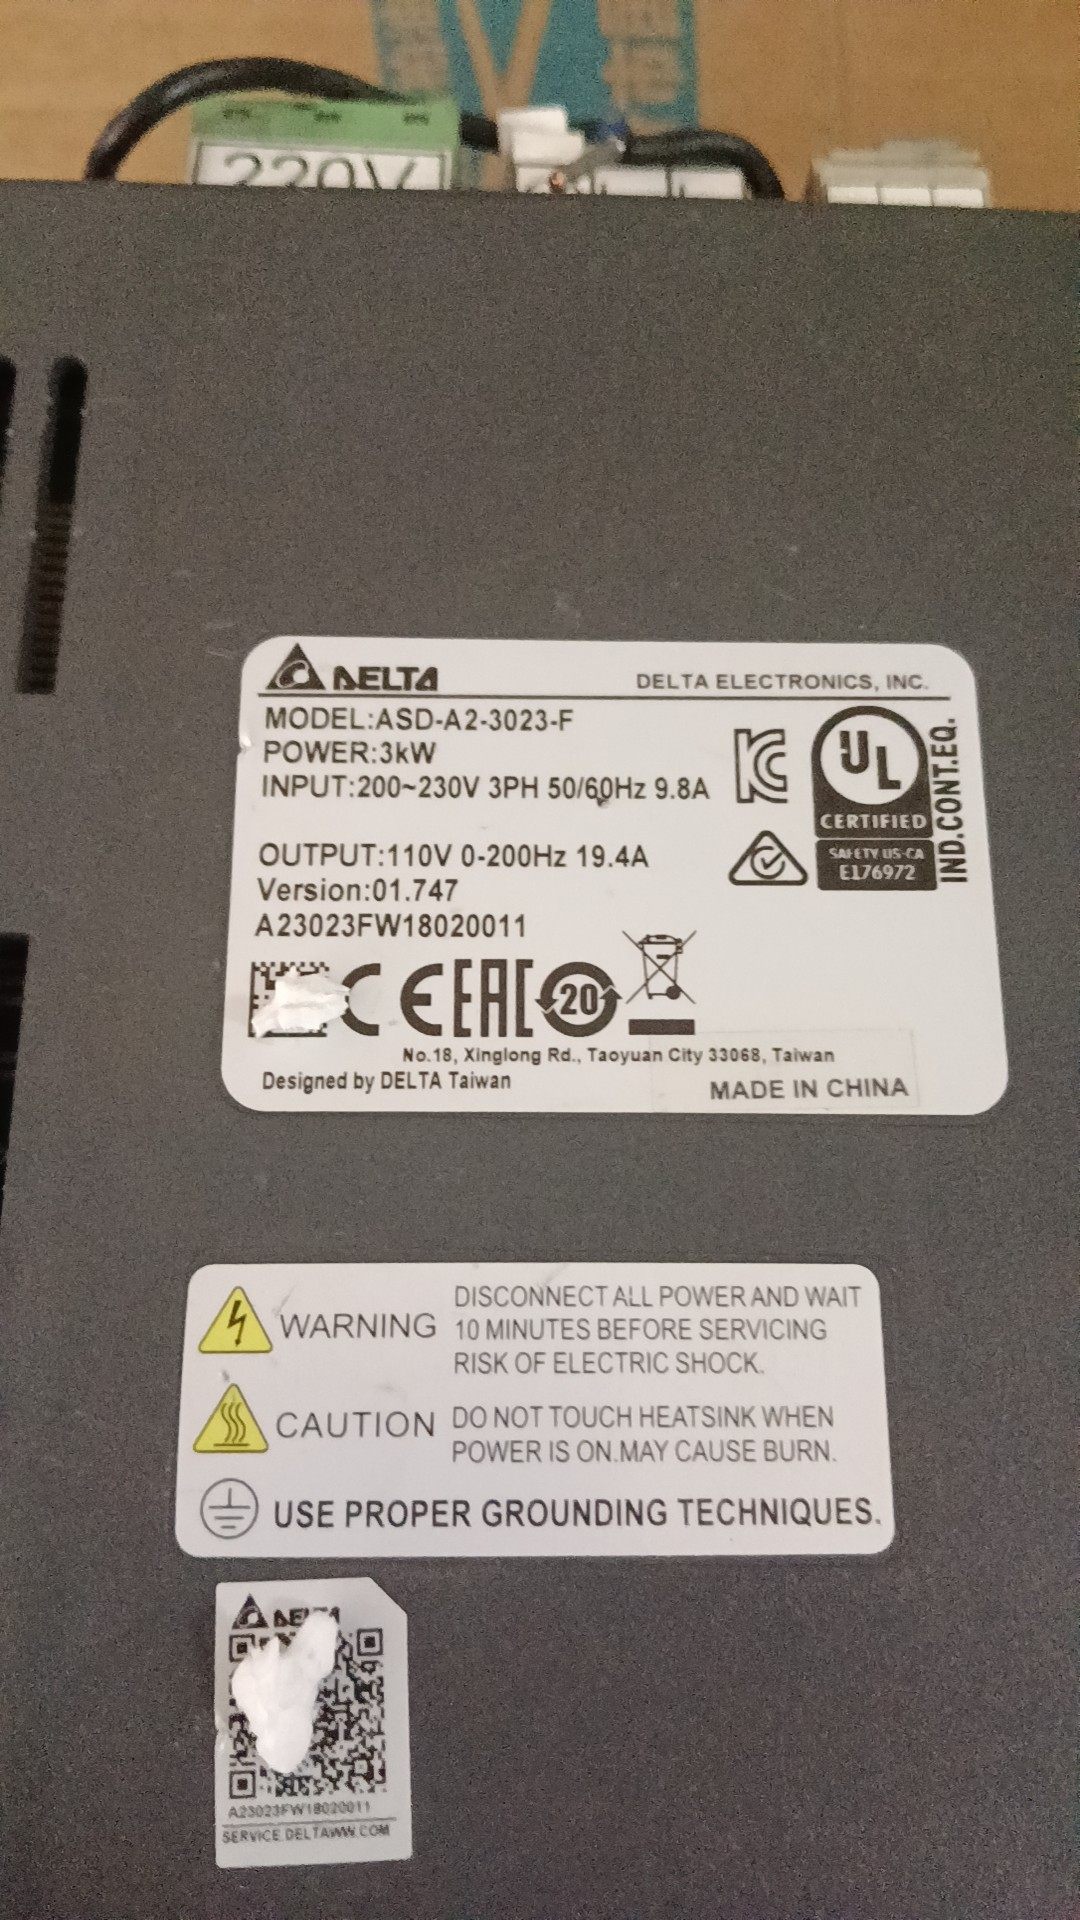 220V
DELTA
DELTA ELECTRONICS, INC.
MODEL:ASD-A2-3023-F
POWER:3kW
INPUT:200~230V 3PH 50/60Hz 9.8A
OUTPUT:110V 0-200Hz 19.4A
Version:01.747
A23023FW18020011
UL
CERTIFIED
SAFETY US-CA
E176972
IND.CONT.EQ.
CE EAC 20
No.18, Xinglong Rd., Taoyuan City 33068, Taiwan
Designed by DELTA Taiwan
MADE IN CHINA
WARNING
DISCONNECT ALL POWER AND WAIT
10 MINUTES BEFORE SERVICING
RISK OF ELECTRIC SHOCK.
CAUTION
DO NOT TOUCH HEATSINK WHEN
POWER IS ON.MAY CAUSE BURN.
USE PROPER GROUNDING TECHNIQUES.
DELTA
A23023FW18020011
SERVICE.DELTAWW.COM